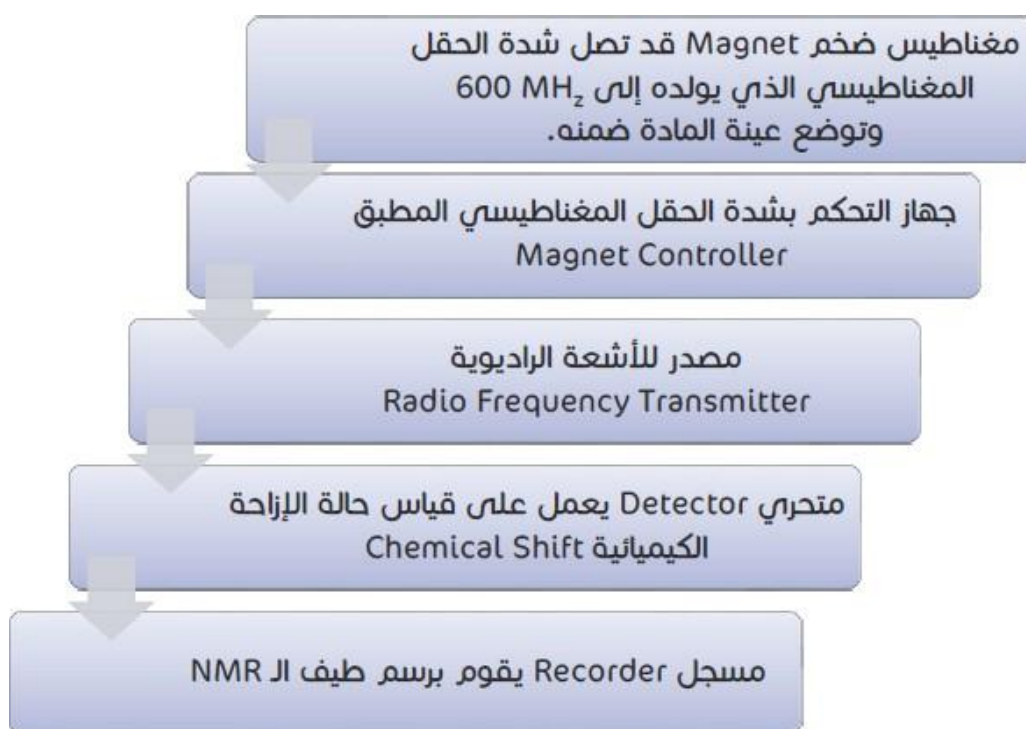 مغناطيس ضخم Magnet قد تصل شدة الحقل
المغناطيسي الذي يولده إلى 600 MHz
وتوضع عينة المادة ضمنه.
جهاز التحكم بشدة الحقل المغناطيسي المطبق
Magnet Controller
مصدر للأشعة الراديوية
Radio Frequency Transmitter
متحري Detector يعمل على قياس حالة الإزاحة
الكيميائية Chemical Shift
مسجل Recorder يقوم برسم طيف الـ NMR